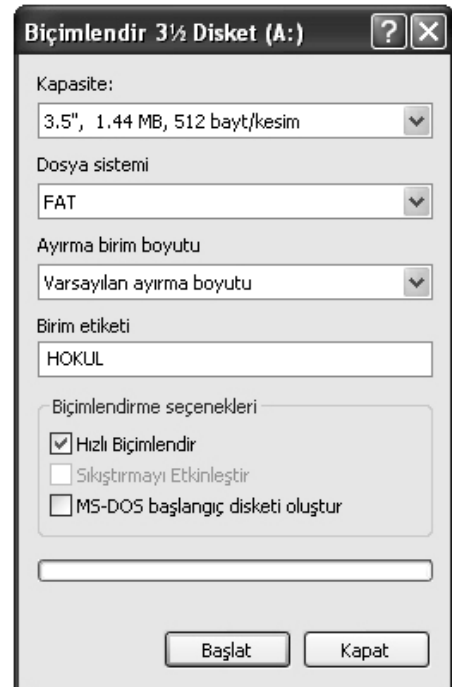 Biçimlendir 3½ Disket (A:)
Kapasite:
3.5", 1.44 MB, 512 bayt/kesim
Dosya sistemi
FAT
Ayırma birim boyutu
Varsayılan ayırma boyutu
Birim etiketi
HOKUL
Biçimlendirme seçenekleri
Hızlı Biçimlendir
Sıkıştırmayı Etkinleştir
MS-DOS başlangıç disketi oluştur
Başlat Kapat